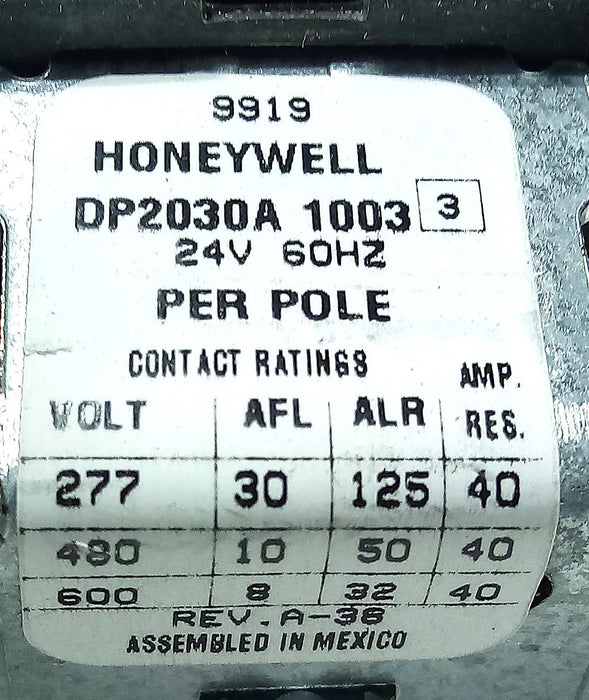 9919
HONEYWELL
DP2030A 1003 3
24V 60HZ
PER POLE
CONTACT RATINGS
VOLT AFL ALR AMP. RES.
277 30 125 40
480 10 50 40
600 8 32 40
REV. A-36
ASSEMBLED IN MEXICO